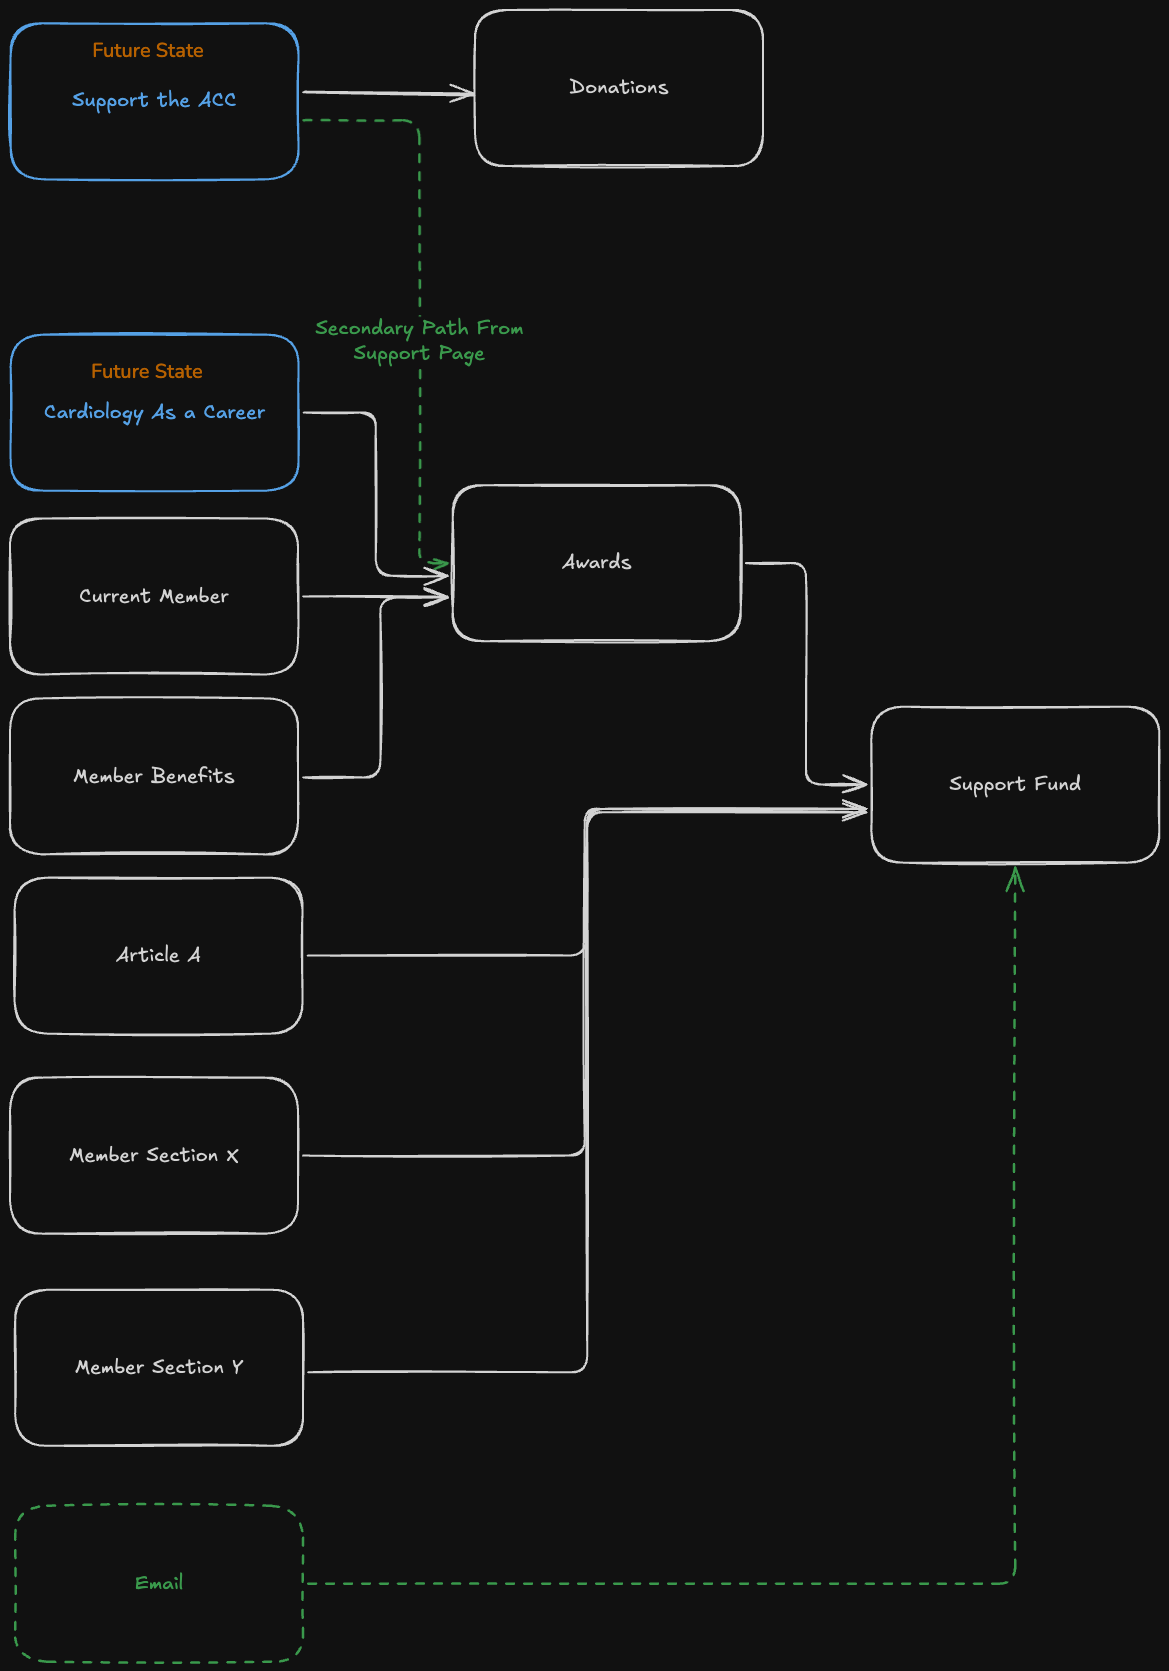 Future State
Support the ACC
Donations
Secondary Path From
Support Page
Future State
Cardiology As a Career
Awards
Current Member
Member Benefits
Support Fund
Article A
Member Section X
Member Section Y
Email